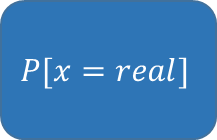 P[x = real]